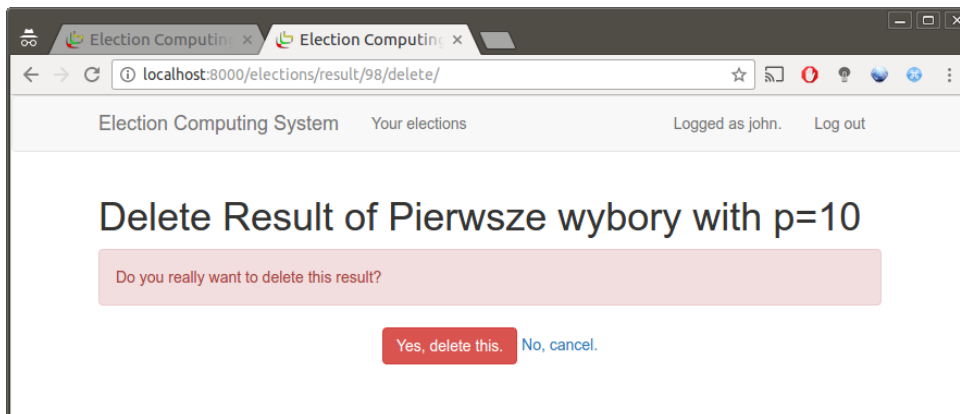 Election Computing
Election Computing
localhost:8000/elections/result/98/delete/
Election Computing System Your elections Logged as john. Log out
Delete Result of Pierwsze wybory with p=10
Do you really want to delete this result?
Yes, delete this. No, cancel.